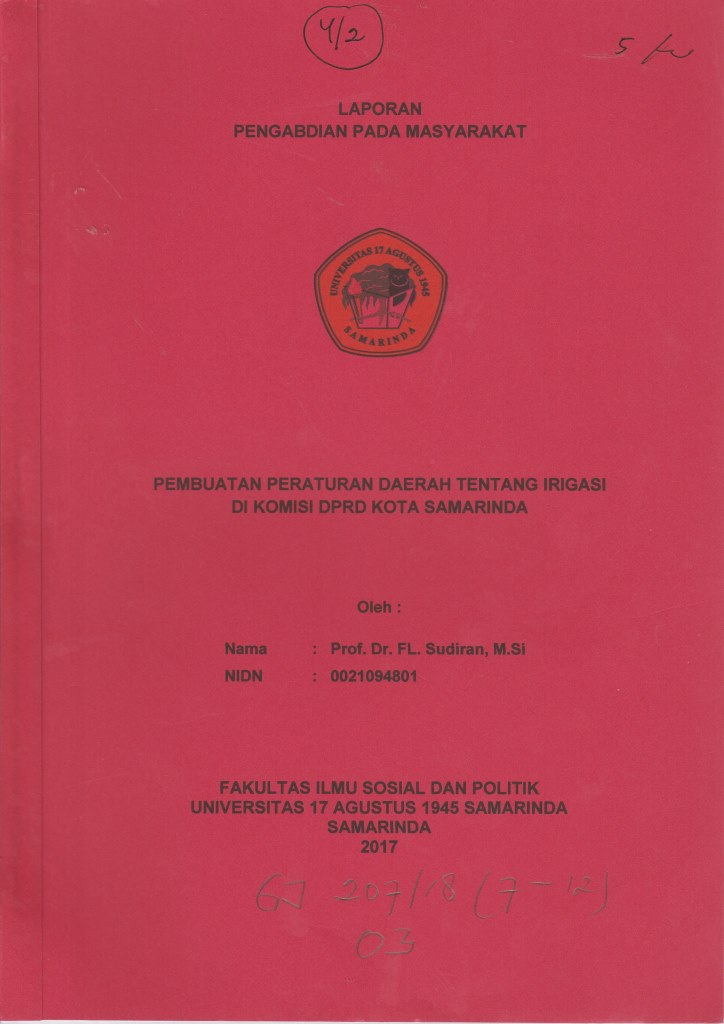 4/2
LAPORAN
PENGABDIAN PADA MASYARAKAT
UNIVERSITAS 17 AGUSTUS 1945
SAMARINDA
PEMBUATAN PERATURAN DAERAH TENTANG IRIGASI
DI KOMISI DPRD KOTA SAMARINDA
Oleh :
Nama : Prof. Dr. FL. Sudiran, M.Si
NIDN : 0021094801
FAKULTAS ILMU SOSIAL DAN POLITIK
UNIVERSITAS 17 AGUSTUS 1945 SAMARINDA
SAMARINDA
2017
207/18 (7-12)
03